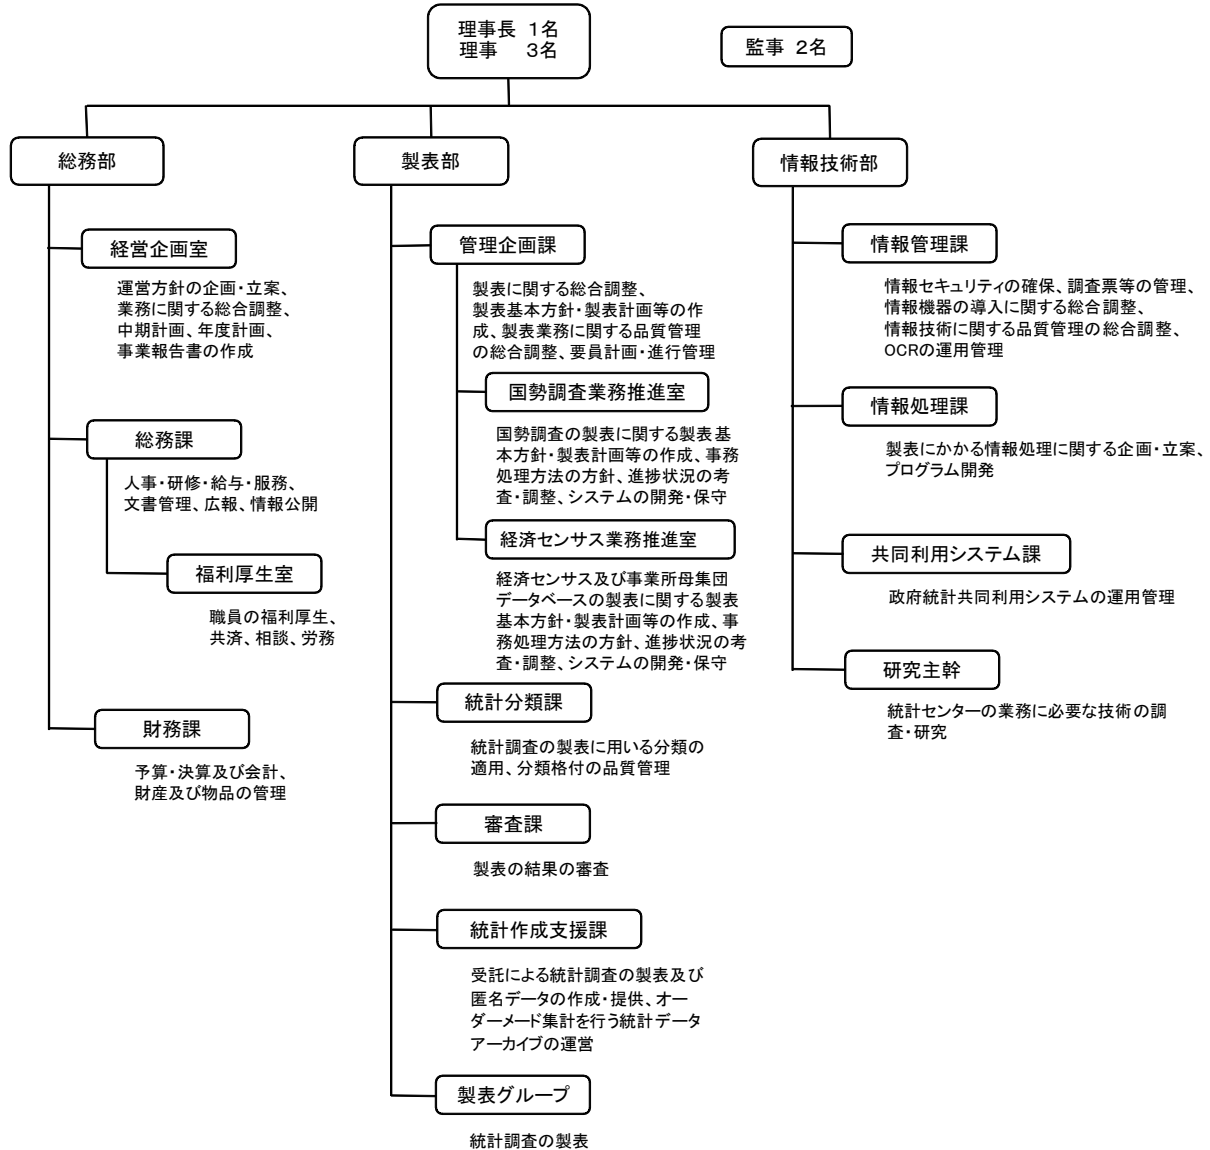 理事長 1名
理事 3名
監事 2名
総務部
経営企画室
運営方針の企画・立案、
業務に関する総合調整、
中期計画、年度計画、
事業報告書の作成
総務課
人事・研修・給与・服務、
文書管理、広報、情報公開
福利厚生室
職員の福利厚生、
共済、相談、労務
財務課
予算・決算及び会計、
財産及び物品の管理
製表部
管理企画課
製表に関する総合調整、
製表基本方針・製表計画等の作
成、製表業務に関する品質管理
の総合調整、要員計画・進行管理
国勢調査業務推進室
国勢調査の製表に関する製表基
本方針・製表計画等の作成、事務
処理方法の方針、進捗状況の考
査・調整、システムの開発・保守
経済センサス業務推進室
経済センサス及び事業所母集団
データベースの製表に関する製表
基本方針・製表計画等の作成、事
務処理方法の方針、進捗状況の考
査・調整、システムの開発・保守
統計分類課
統計調査の製表に用いる分類の
適用、分類格付の品質管理
審査課
製表の結果の審査
統計作成支援課
受託による統計調査の製表及び
匿名データの作成・提供、オー
ダーメード集計を行う統計データ
アーカイブの運営
製表グループ
統計調査の製表
情報技術部
情報管理課
情報セキュリティの確保、調査票等の管理、
情報機器の導入に関する総合調整、
情報技術に関する品質管理の総合調整、
OCRの運用管理
情報処理課
製表にかかる情報処理に関する企画・立案、
プログラム開発
共同利用システム課
政府統計共同利用システムの運用管理
研究主幹
統計センターの業務に必要な技術の調
査・研究